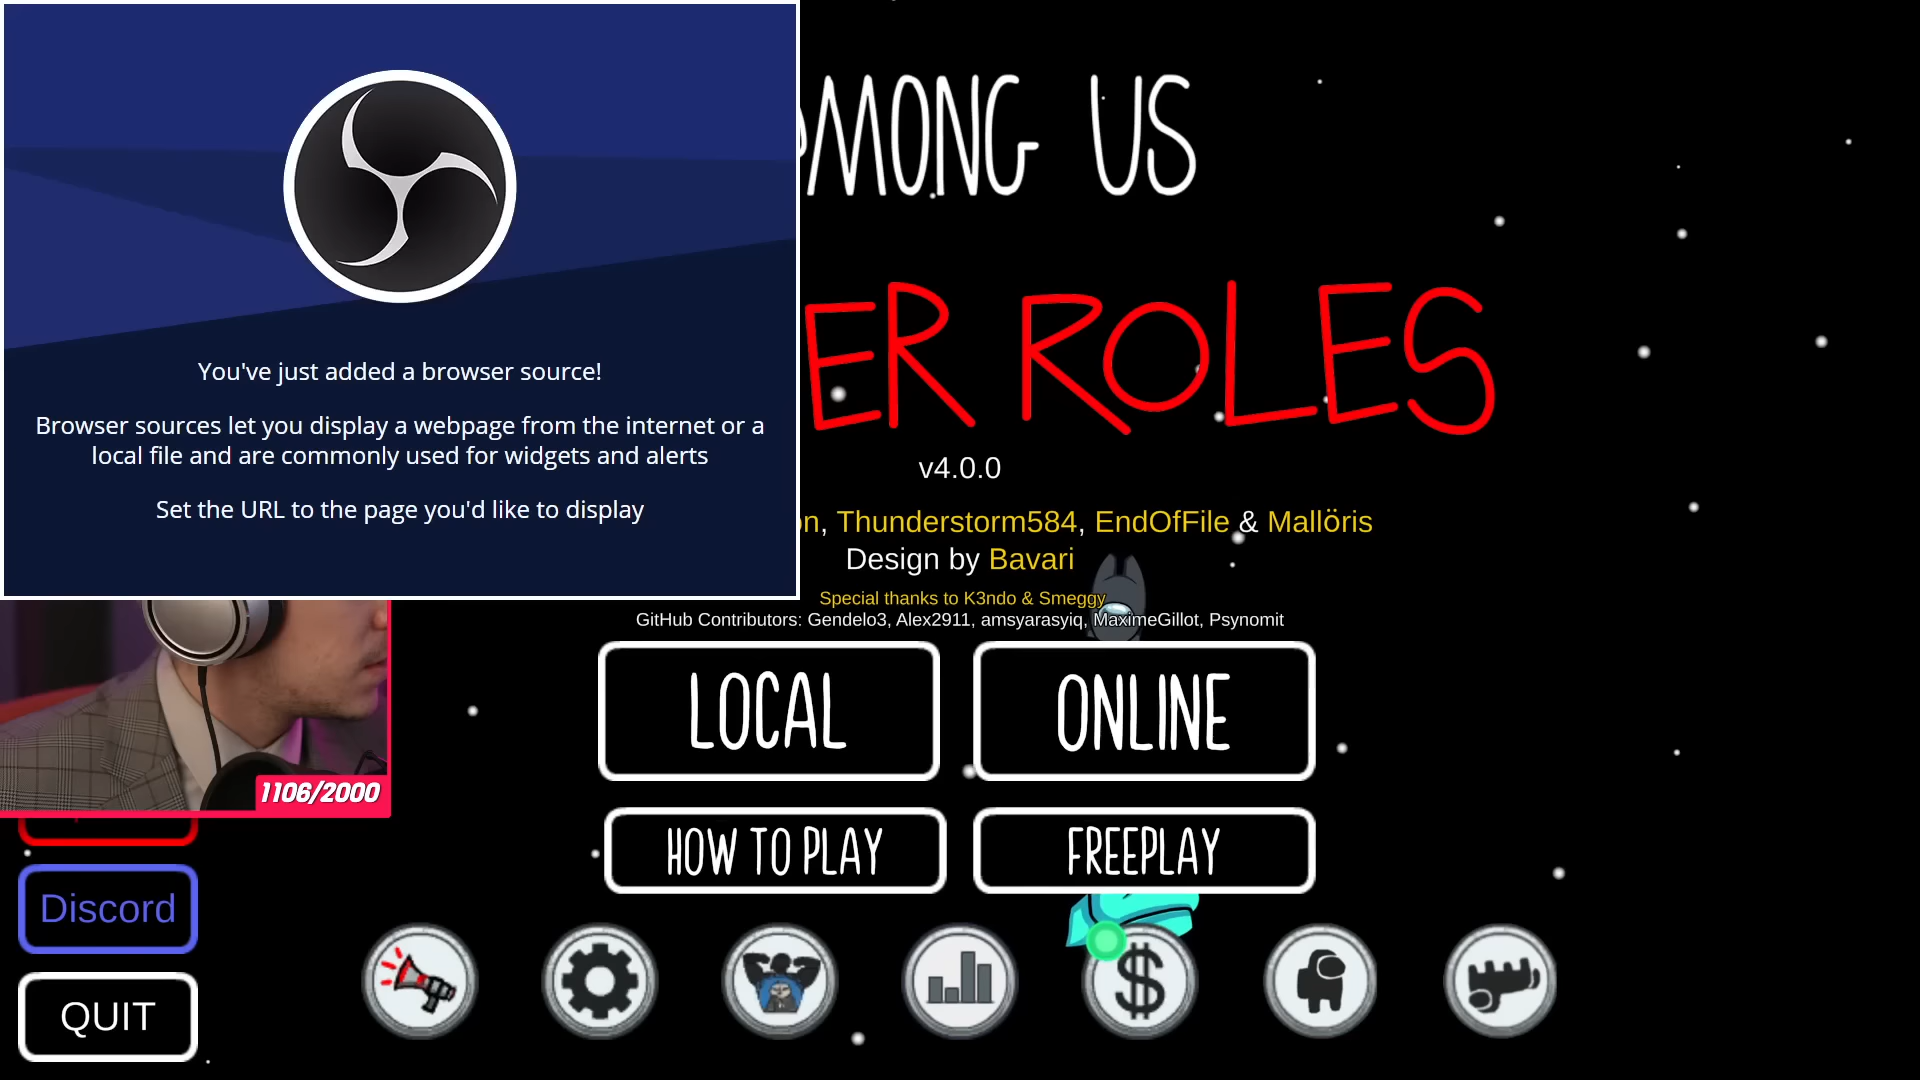 You've just added a browser source!
Browser sources let you display a webpage from the internet or a
local file and are commonly used for widgets and alerts
Set the URL to the page you'd like to display
MONG US
ER ROLES
v4.0.0
n, Thunderstorm584, EndOfFile & Mallöris
Design by Bavari
Special thanks to K3ndo & Smeggy
GitHub Contributors: Gendelo3, Alex2911, amsyarasyiq, MaximeGillot, Psynomit
LOCAL
ONLINE
1106/2000
HOW TO PLAY
FREEPLAY
Discord
QUIT
$